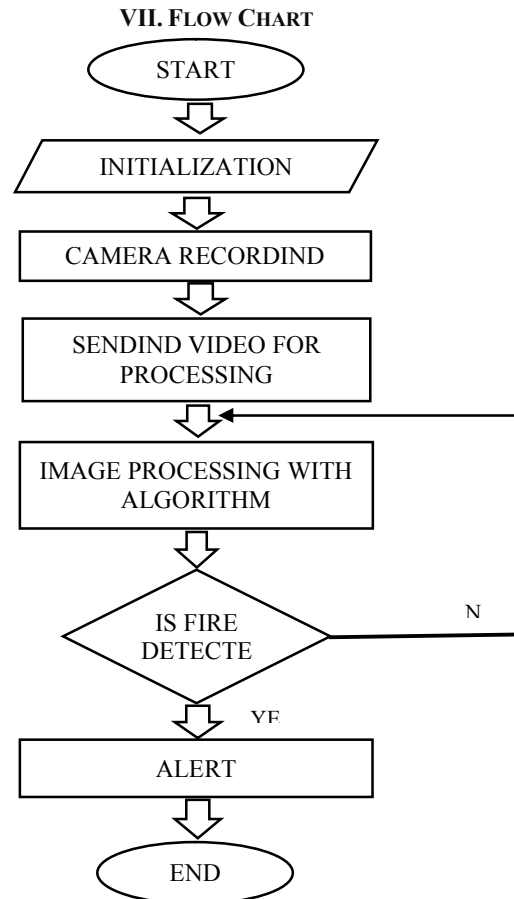 VII. FLOW CHART
START
INITIALIZATION
CAMERA RECORDIND
SENDIND VIDEO FOR
PROCESSING
IMAGE PROCESSING WITH
ALGORITHM
IS FIRE
DETECTE
N
YE
ALERT
END